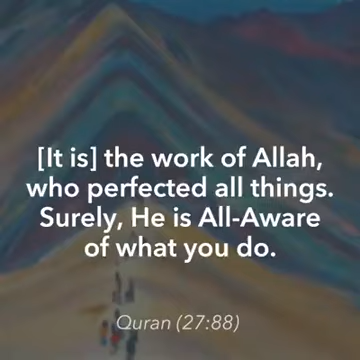 [It is] the work of Allah,
who perfected all things.
Surely, He is All-Aware
of what you do.
Quran (27:88)